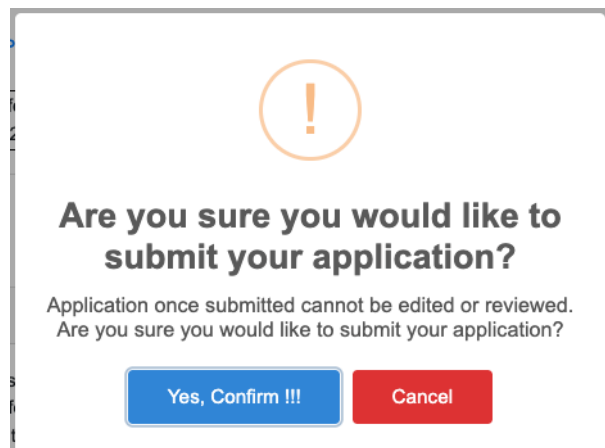 !
Are you sure you would like to
submit your application?
Application once submitted cannot be edited or reviewed.
Are you sure you would like to submit your application?
Yes, Confirm !!!
Cancel